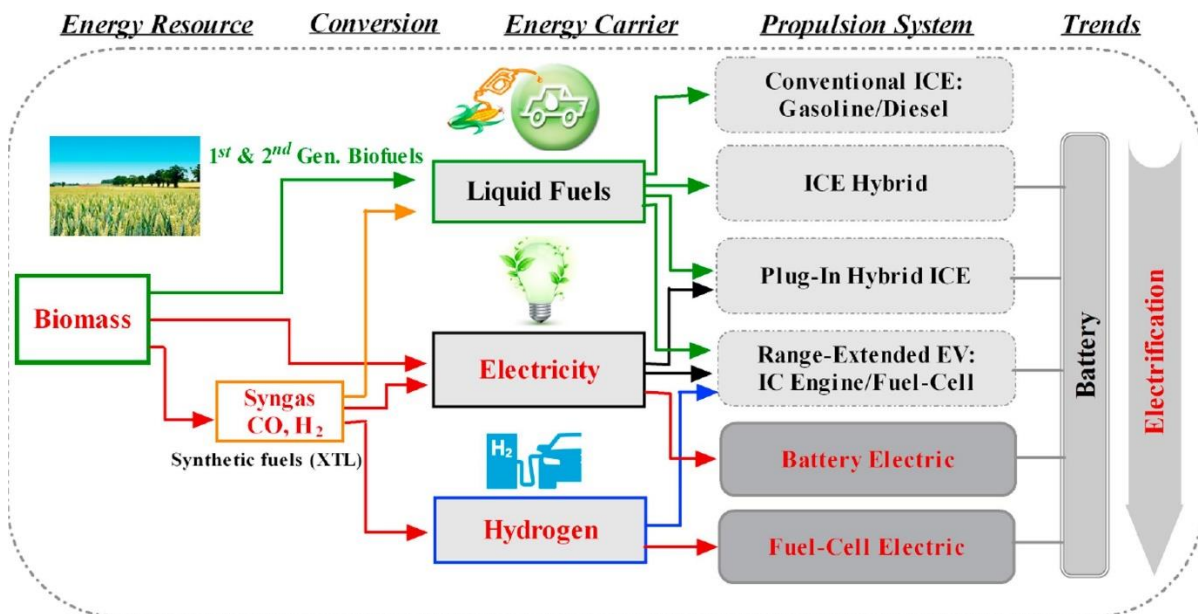 Energy Resource
Conversion
Energy Carrier
Propulsion System
Trends
1st & 2nd Gen. Biofuels
Biomass
Syngas
CO, H2
Synthetic fuels (XTL)
Liquid Fuels
Electricity
H2
Hydrogen
Conventional ICE:
Gasoline/Diesel
ICE Hybrid
Plug-In Hybrid ICE
Range-Extended EV:
IC Engine/Fuel-Cell
Battery Electric
Fuel-Cell Electric
Battery
Electrification